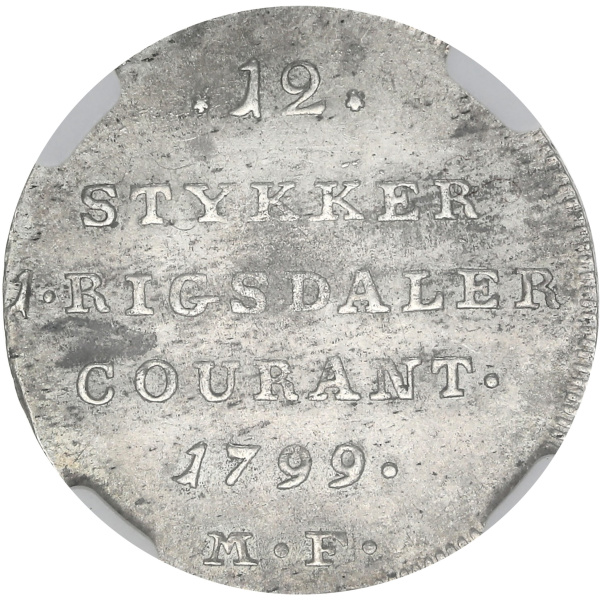 · 12 ·
STYKKER
1 · RIGSDALER
COURANT ·
1799 ·
M · F ·